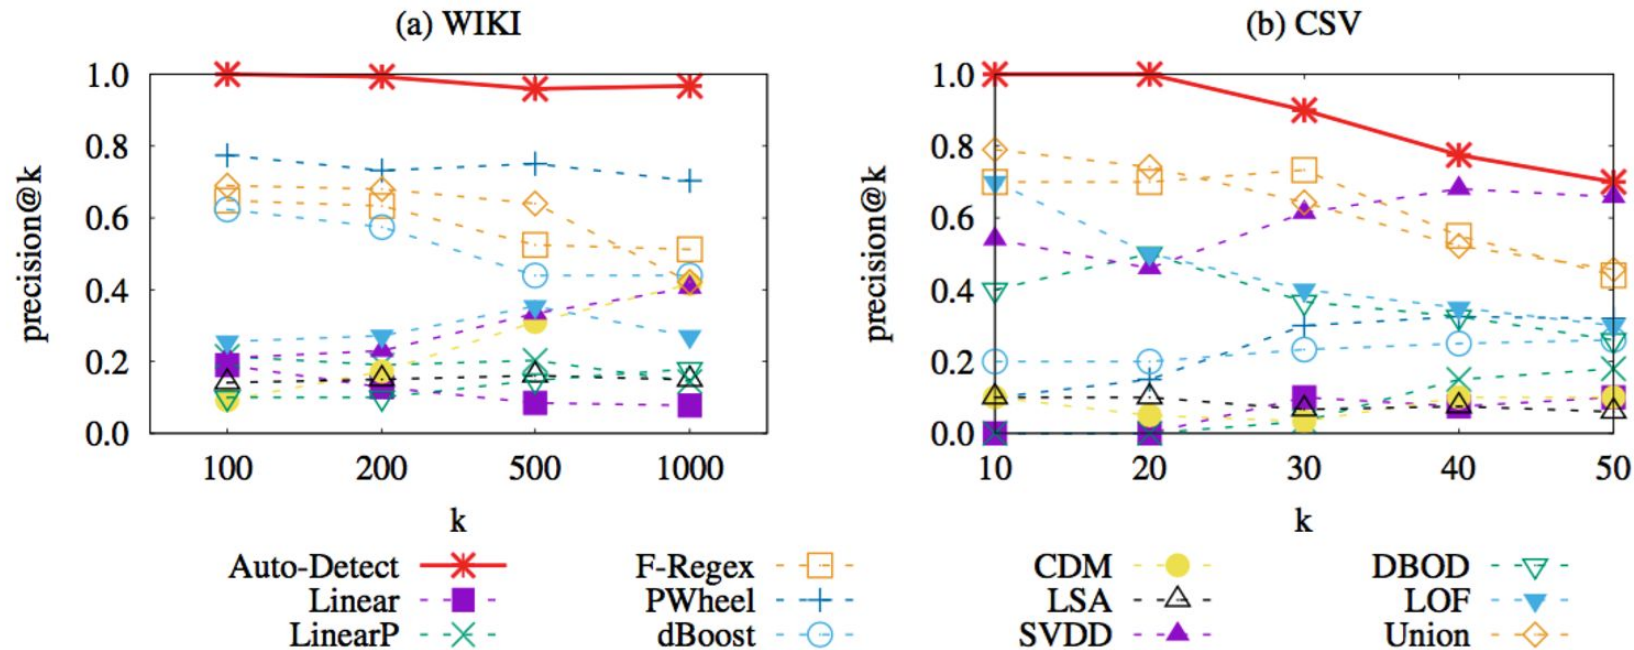 (a) WIKI
precision@k
1.0
0.8
0.6
0.4
0.2
0.0
100 200 500 1000
k
(b) CSV
precision@k
1.0
0.8
0.6
0.4
0.2
0.0
10 20 30 40 50
k
Auto-Detect F-Regex CDM DBOD
Linear PWheel LSA LOF
LinearP dBoost SVDD Union